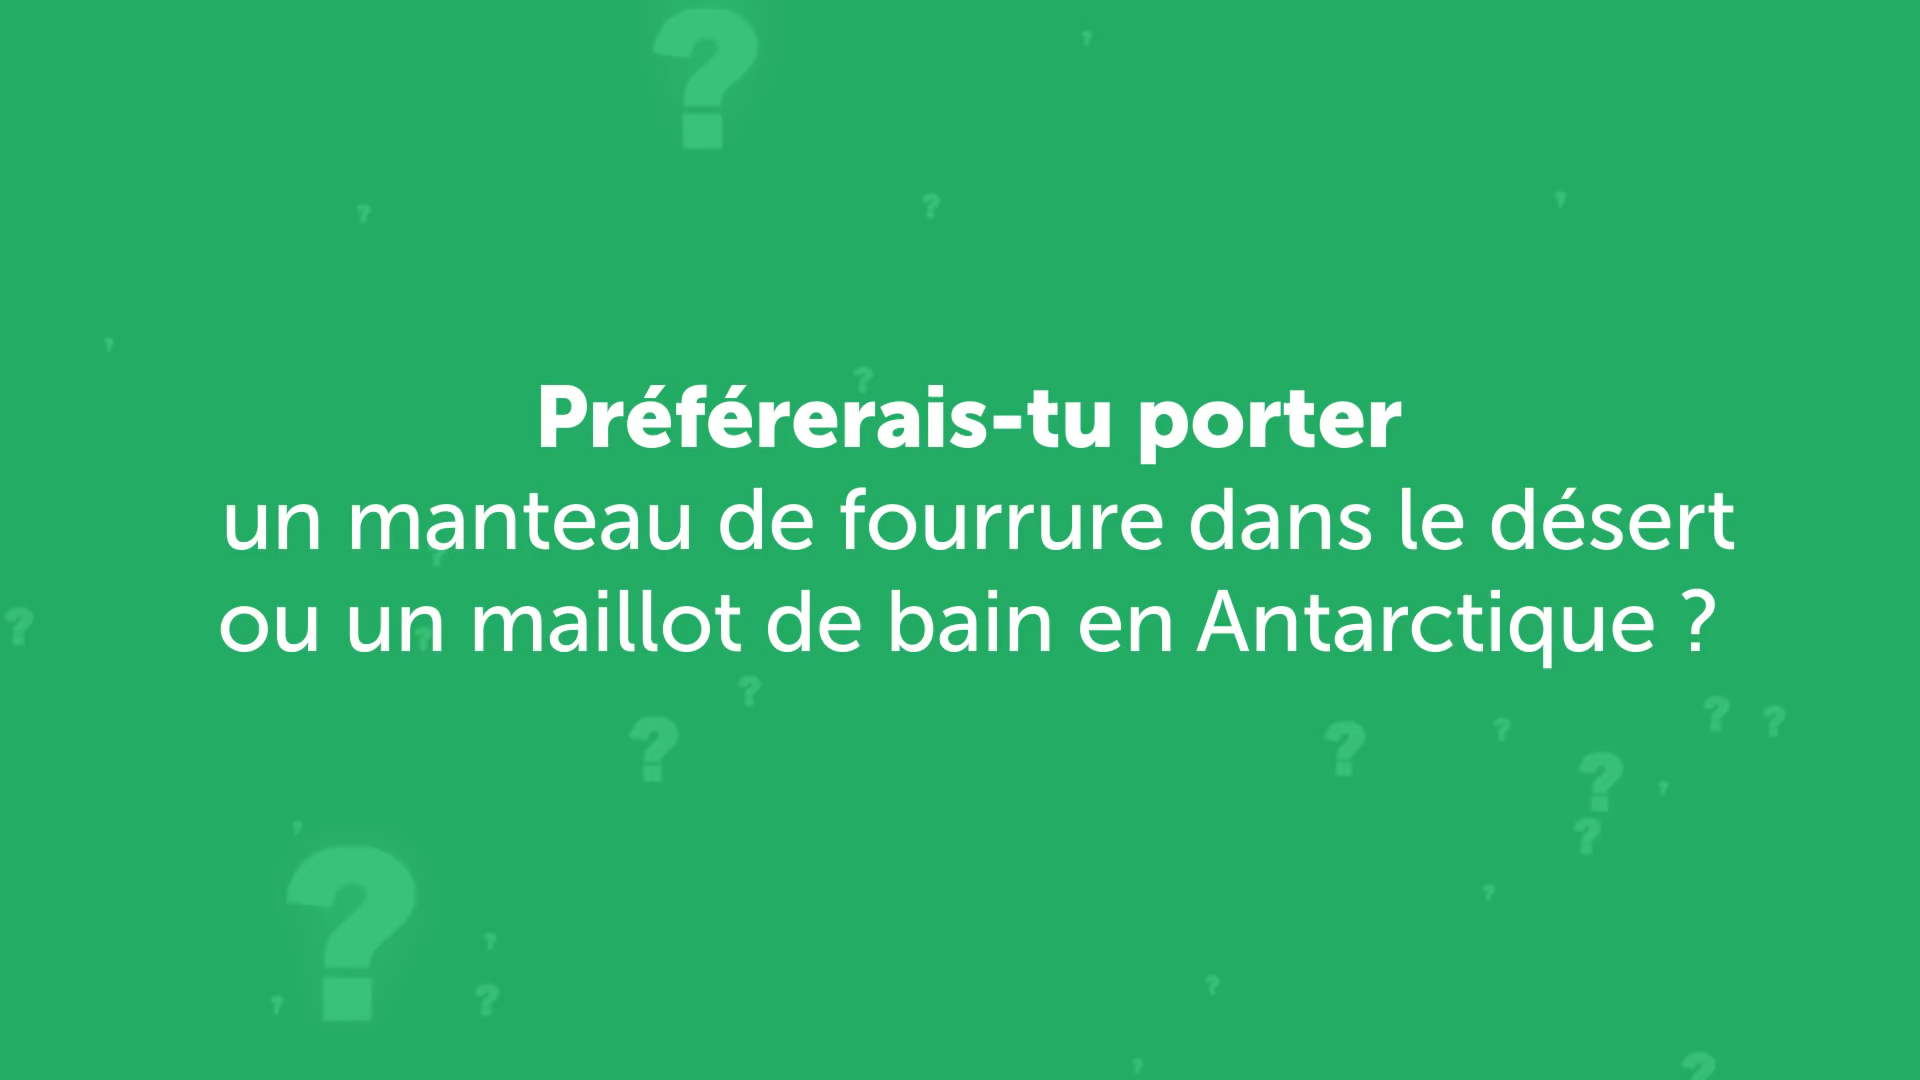 Préférerais-tu porter
un manteau de fourrure dans le désert
ou un maillot de bain en Antarctique ?